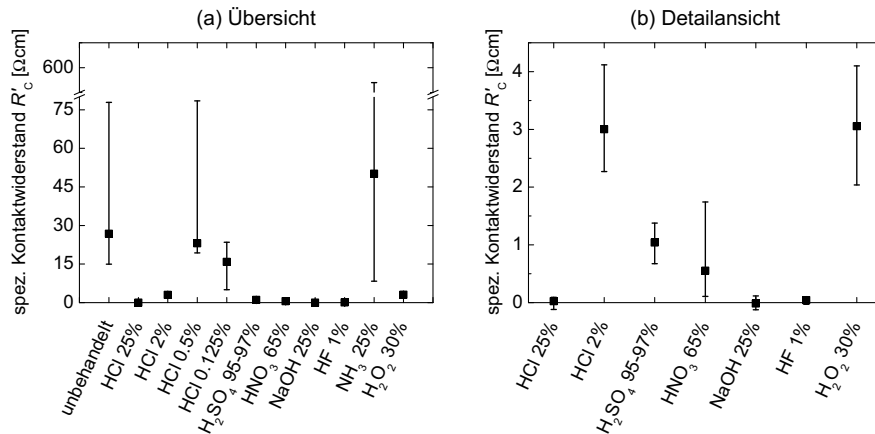 (a) Übersicht
spez. Kontaktwiderstand R'C [Ωcm]
600
75
60
45
30
15
0
unbehandelt
HCl 25%
HCl 2%
HCl 0.5%
HCl 0.125%
H2SO4 95-97%
HNO3 65%
NaOH 25%
HF 1%
NH3 25%
H2O2 30%
(b) Detailansicht
spez. Kontaktwiderstand R'C [Ωcm]
4
3
2
1
0
HCl 25%
HCl 2%
H2SO4 95-97%
HNO3 65%
NaOH 25%
HF 1%
H2O2 30%